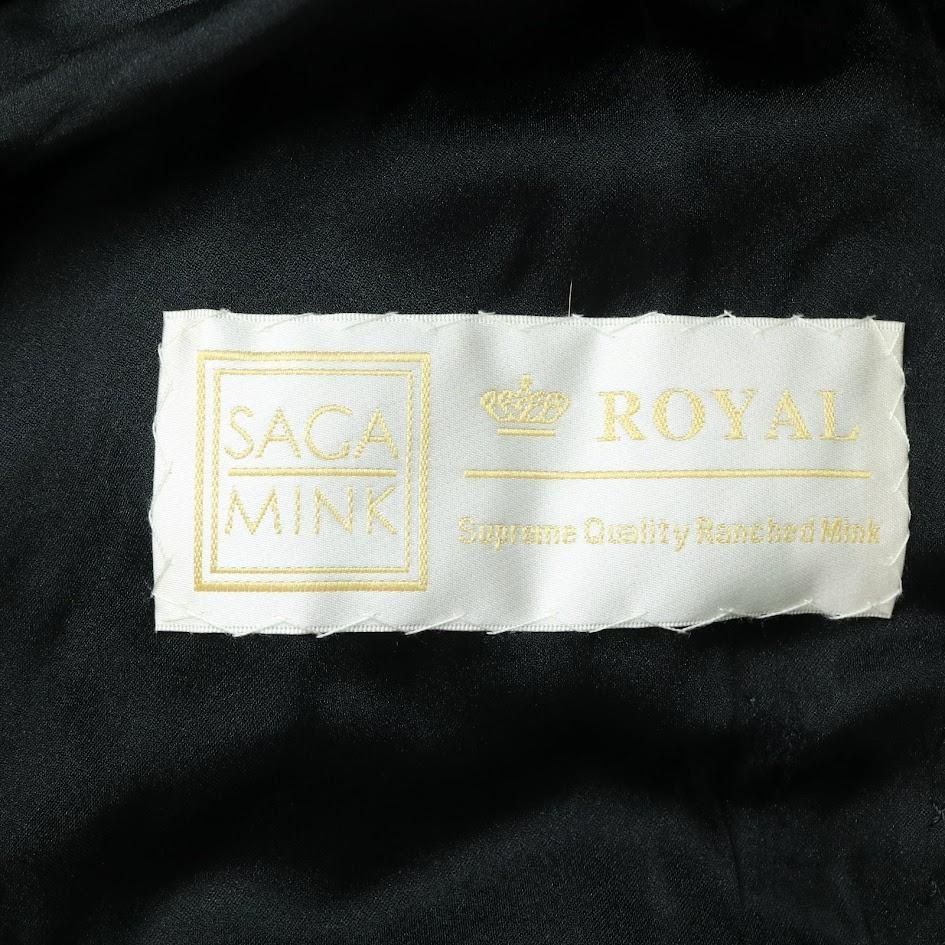 SAGA
MINK
ROYAL
Supreme Quality Ranched Mink